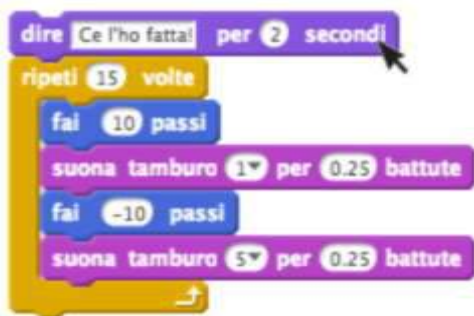 dire Ce l'ho fatta! per 2 secondi
ripeti 15 volte
fai 10 passi
suona tamburo 1 per 0.25 battute
fai -10 passi
suona tamburo 5 per 0.25 battute